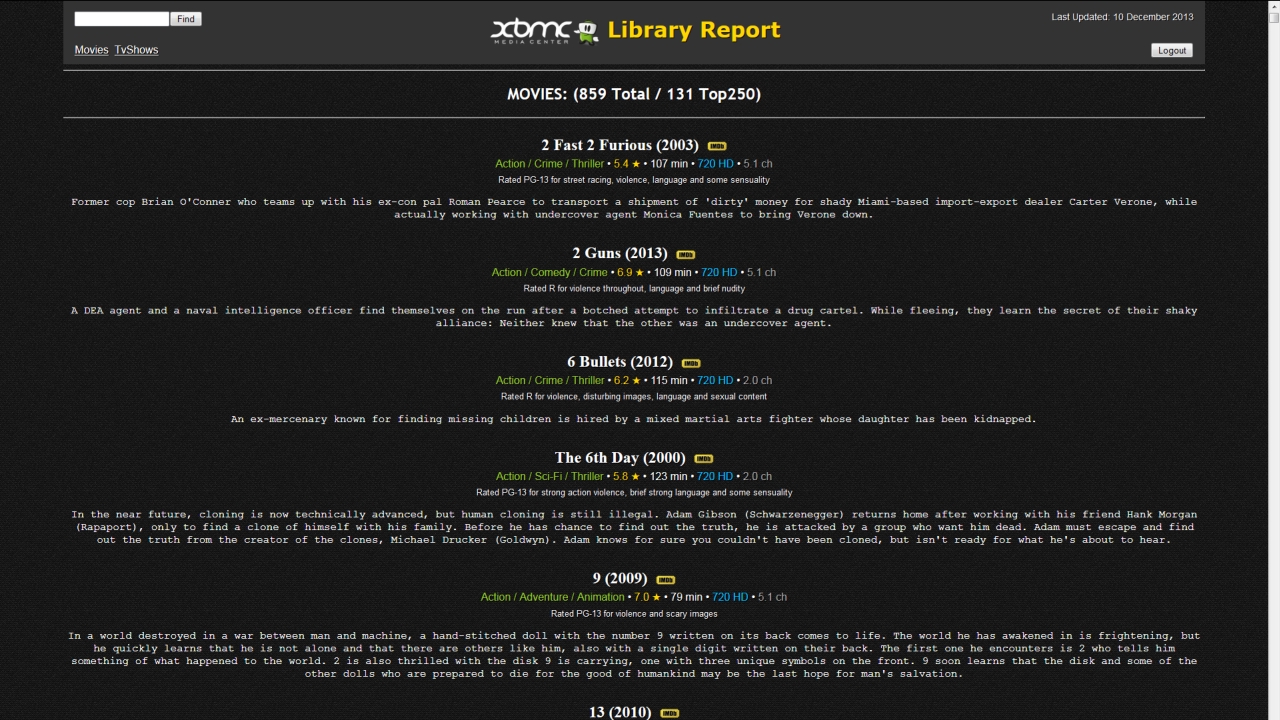 Find
Last Updated: 10 December 2013
xbmc
MEDIA CENTER
Library Report
Movies TvShows
Logout
MOVIES: (859 Total / 131 Top250)
2 Fast 2 Furious (2003) IMDb
Action / Crime / Thriller • 5.4 ★ • 107 min • 720 HD • 5.1 ch
Rated PG-13 for street racing, violence, language and some sensuality
Former cop Brian O'Conner who teams up with his ex-con pal Roman Pearce to transport a shipment of 'dirty' money for shady Miami-based import-export dealer Carter Verone, while
actually working with undercover agent Monica Fuentes to bring Verone down.
2 Guns (2013) IMDb
Action / Comedy / Crime • 6.9 ★ • 109 min • 720 HD • 5.1 ch
Rated R for violence throughout, language and brief nudity
A DEA agent and a naval intelligence officer find themselves on the run after a botched attempt to infiltrate a drug cartel. While fleeing, they learn the secret of their shaky
alliance: Neither knew that the other was an undercover agent.
6 Bullets (2012) IMDb
Action / Crime / Thriller • 6.2 ★ • 115 min • 720 HD • 2.0 ch
Rated R for violence, disturbing images, language and sexual content
An ex-mercenary known for finding missing children is hired by a mixed martial arts fighter whose daughter has been kidnapped.
The 6th Day (2000) IMDb
Action / Sci-Fi / Thriller • 5.8 ★ • 123 min • 720 HD • 2.0 ch
Rated PG-13 for strong action violence, brief strong language and some sensuality
In the near future, cloning is now technically advanced, but human cloning is still illegal. Adam Gibson (Schwarzenegger) returns home after working with his friend Hank Morgan
(Rapaport), only to find a clone of himself with his family. Before he has chance to find out the truth, he is attacked by a group who want him dead. Adam must escape and find
out the truth from the creator of the clones, Michael Drucker (Goldwyn). Adam knows for sure you couldn't have been cloned, but isn't ready for what he's about to hear.
9 (2009) IMDb
Action / Adventure / Animation • 7.0 ★ • 79 min • 720 HD • 5.1 ch
Rated PG-13 for violence and scary images
In a world destroyed in a war between man and machine, a hand-stitched doll with the number 9 written on its back comes to life. The world he has awakened in is frightening, but
he quickly learns that he is not alone and that there are others like him, also with a single digit written on their back. The first one he encounters is 2 who tells him
something of what happened to the world. 2 is also thrilled with the disk 9 is carrying, one with three unique symbols on the front. 9 soon learns that the disk and some of the
other dolls who are prepared to die for the good of humankind may be the last hope for man's salvation.
13 (2010) IMDb